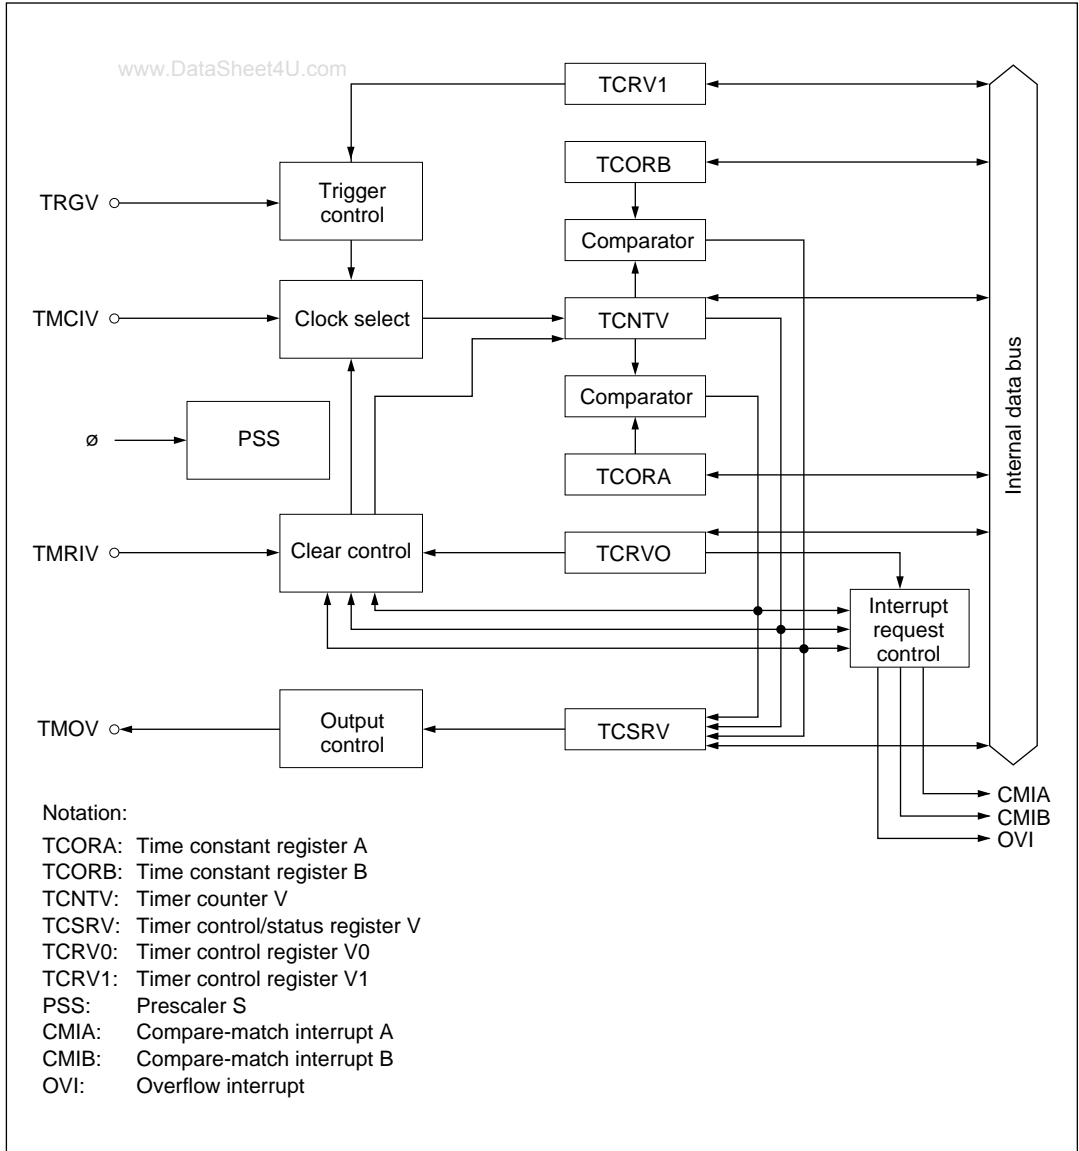 www.DataSheet4U.com
TCRV1
TCORB
TRGV
Trigger
control
Comparator
TMCIV
Clock select
TCNTV
Internal data bus
Comparator
ø
PSS
TCORA
TMRIV
Clear control
TCRVO
Interrupt
request
control
TMOV
Output
control
TCSRV
CMIA
CMIB
OVI
Notation:
TCORA: Time constant register A
TCORB: Time constant register B
TCNTV: Timer counter V
TCSRV: Timer control/status register V
TCRV0: Timer control register V0
TCRV1: Timer control register V1
PSS: Prescaler S
CMIA: Compare-match interrupt A
CMIB: Compare-match interrupt B
OVI: Overflow interrupt